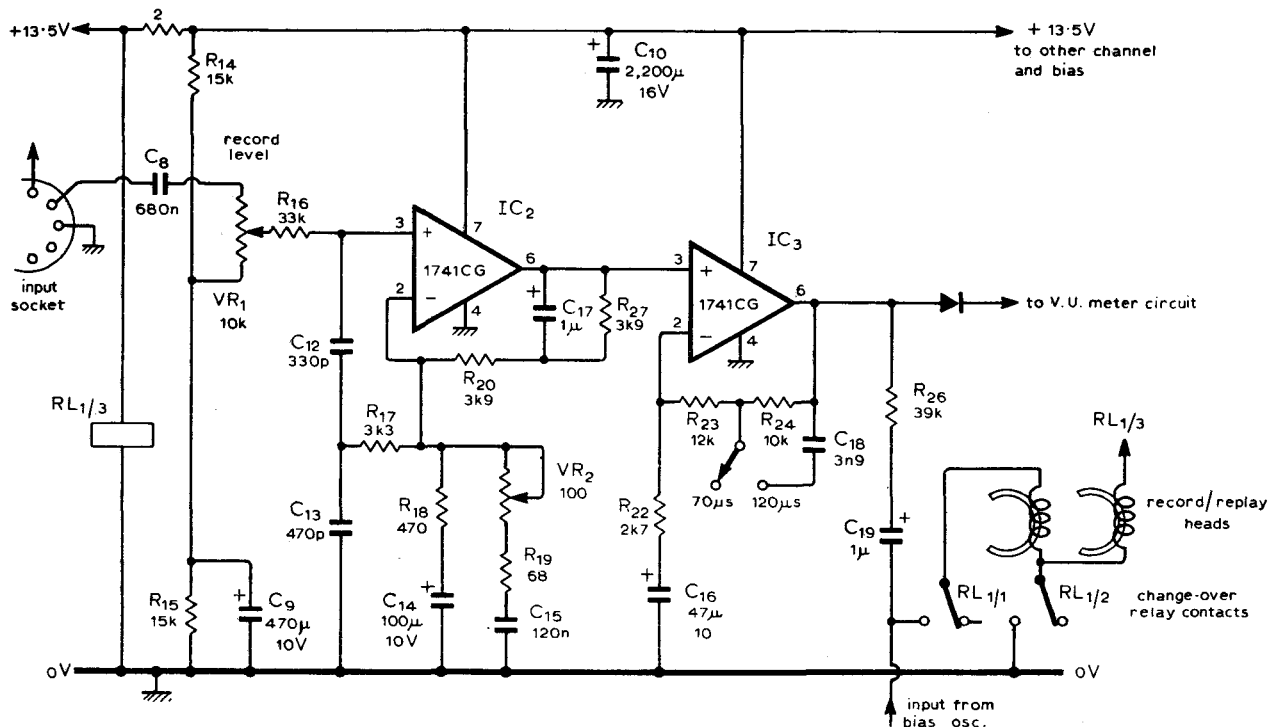 +13·5V
2
R14
15k
C10
2,200μ
16V
+ 13·5V
to other channel
and bias
record
level
C8
680n
R16
33k
IC2
3
+
7
1741CG
6
2
−
4
input
socket
VR1
10k
C17
1μ
R27
3k9
IC3
3
+
7
1741CG
6
2
−
4
to V.U. meter circuit
C12
330p
R20
3k9
RL1/3
R17
3k3
R23
12k
R24
10k
C18
3n9
R26
39k
VR2
100
70μs
120μs
R18
470
R22
2k7
C13
470p
R19
68
C19
1μ
RL1/3
record/replay
heads
R15
15k
C9
470μ
10V
C14
100μ
10V
C15
120n
C16
47μ
10
RL1/1
RL1/2
change-over
relay contacts
0V
0V
input from
bias osc.